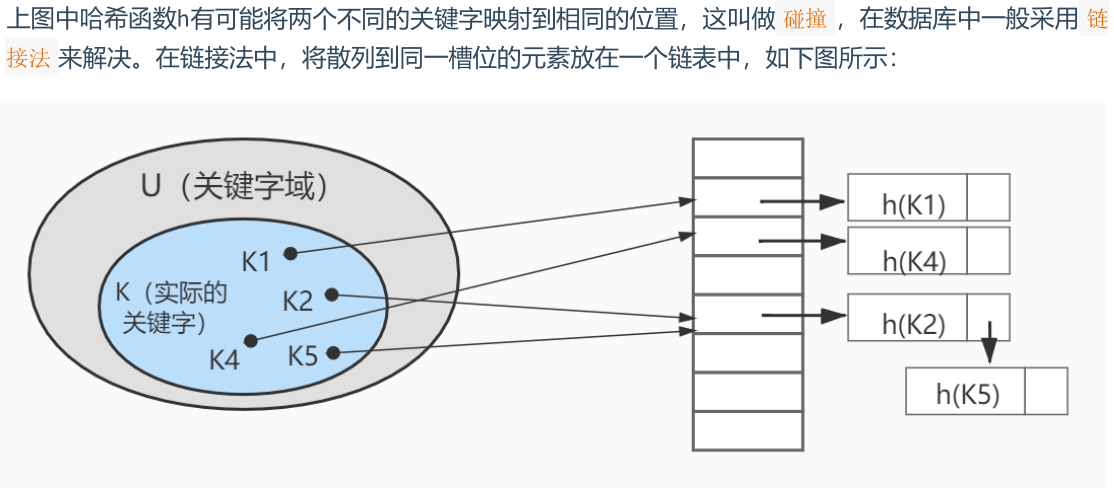 上图中哈希函数h有可能将两个不同的关键字映射到相同的位置，这叫做 碰撞 ，在数据库中一般采用 链
接法 来解决。在链接法中，将散列到同一槽位的元素放在一个链表中，如下图所示：
U（关键字域）
K1
K（实际的
关键字）
K2
K4
K5
h(K1)
h(K4)
h(K2)
h(K5)